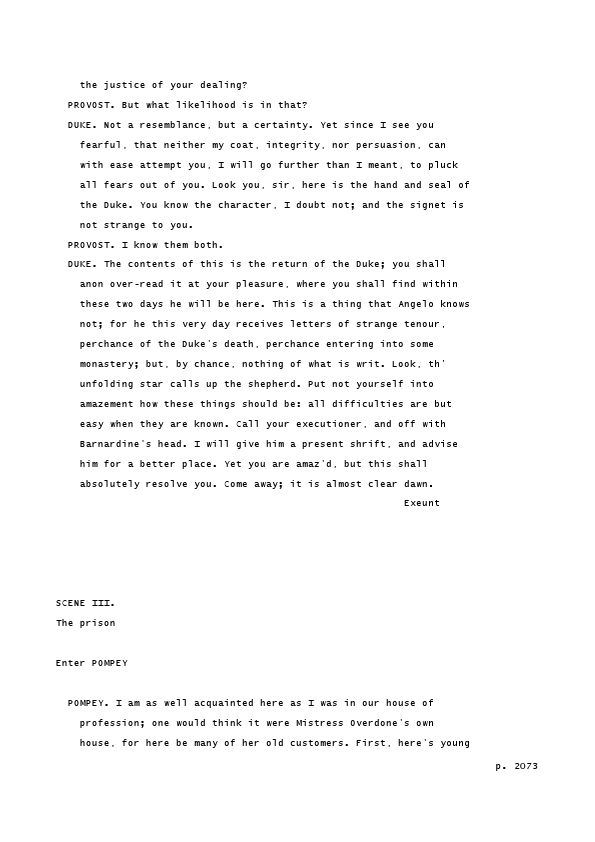 the justice of your dealing?
PROVOST. But what likelihood is in that?
DUKE. Not a resemblance, but a certainty. Yet since I see you
fearful, that neither my coat, integrity, nor persuasion, can
with ease attempt you, I will go further than I meant, to pluck
all fears out of you. Look you, sir, here is the hand and seal of
the Duke. You know the character, I doubt not; and the signet is
not strange to you.
PROVOST. I know them both.
DUKE. The contents of this is the return of the Duke; you shall
anon over-read it at your pleasure, where you shall find within
these two days he will be here. This is a thing that Angelo knows
not; for he this very day receives letters of strange tenour,
perchance of the Duke's death, perchance entering into some
monastery; but, by chance, nothing of what is writ. Look, th'
unfolding star calls up the shepherd. Put not yourself into
amazement how these things should be: all difficulties are but
easy when they are known. Call your executioner, and off with
Barnardine's head. I will give him a present shrift, and advise
him for a better place. Yet you are amaz'd, but this shall
absolutely resolve you. Come away; it is almost clear dawn.
Exeunt
SCENE III.
The prison
Enter POMPEY
POMPEY. I am as well acquainted here as I was in our house of
profession; one would think it were Mistress Overdone's own
house, for here be many of her old customers. First, here's young
p. 2073